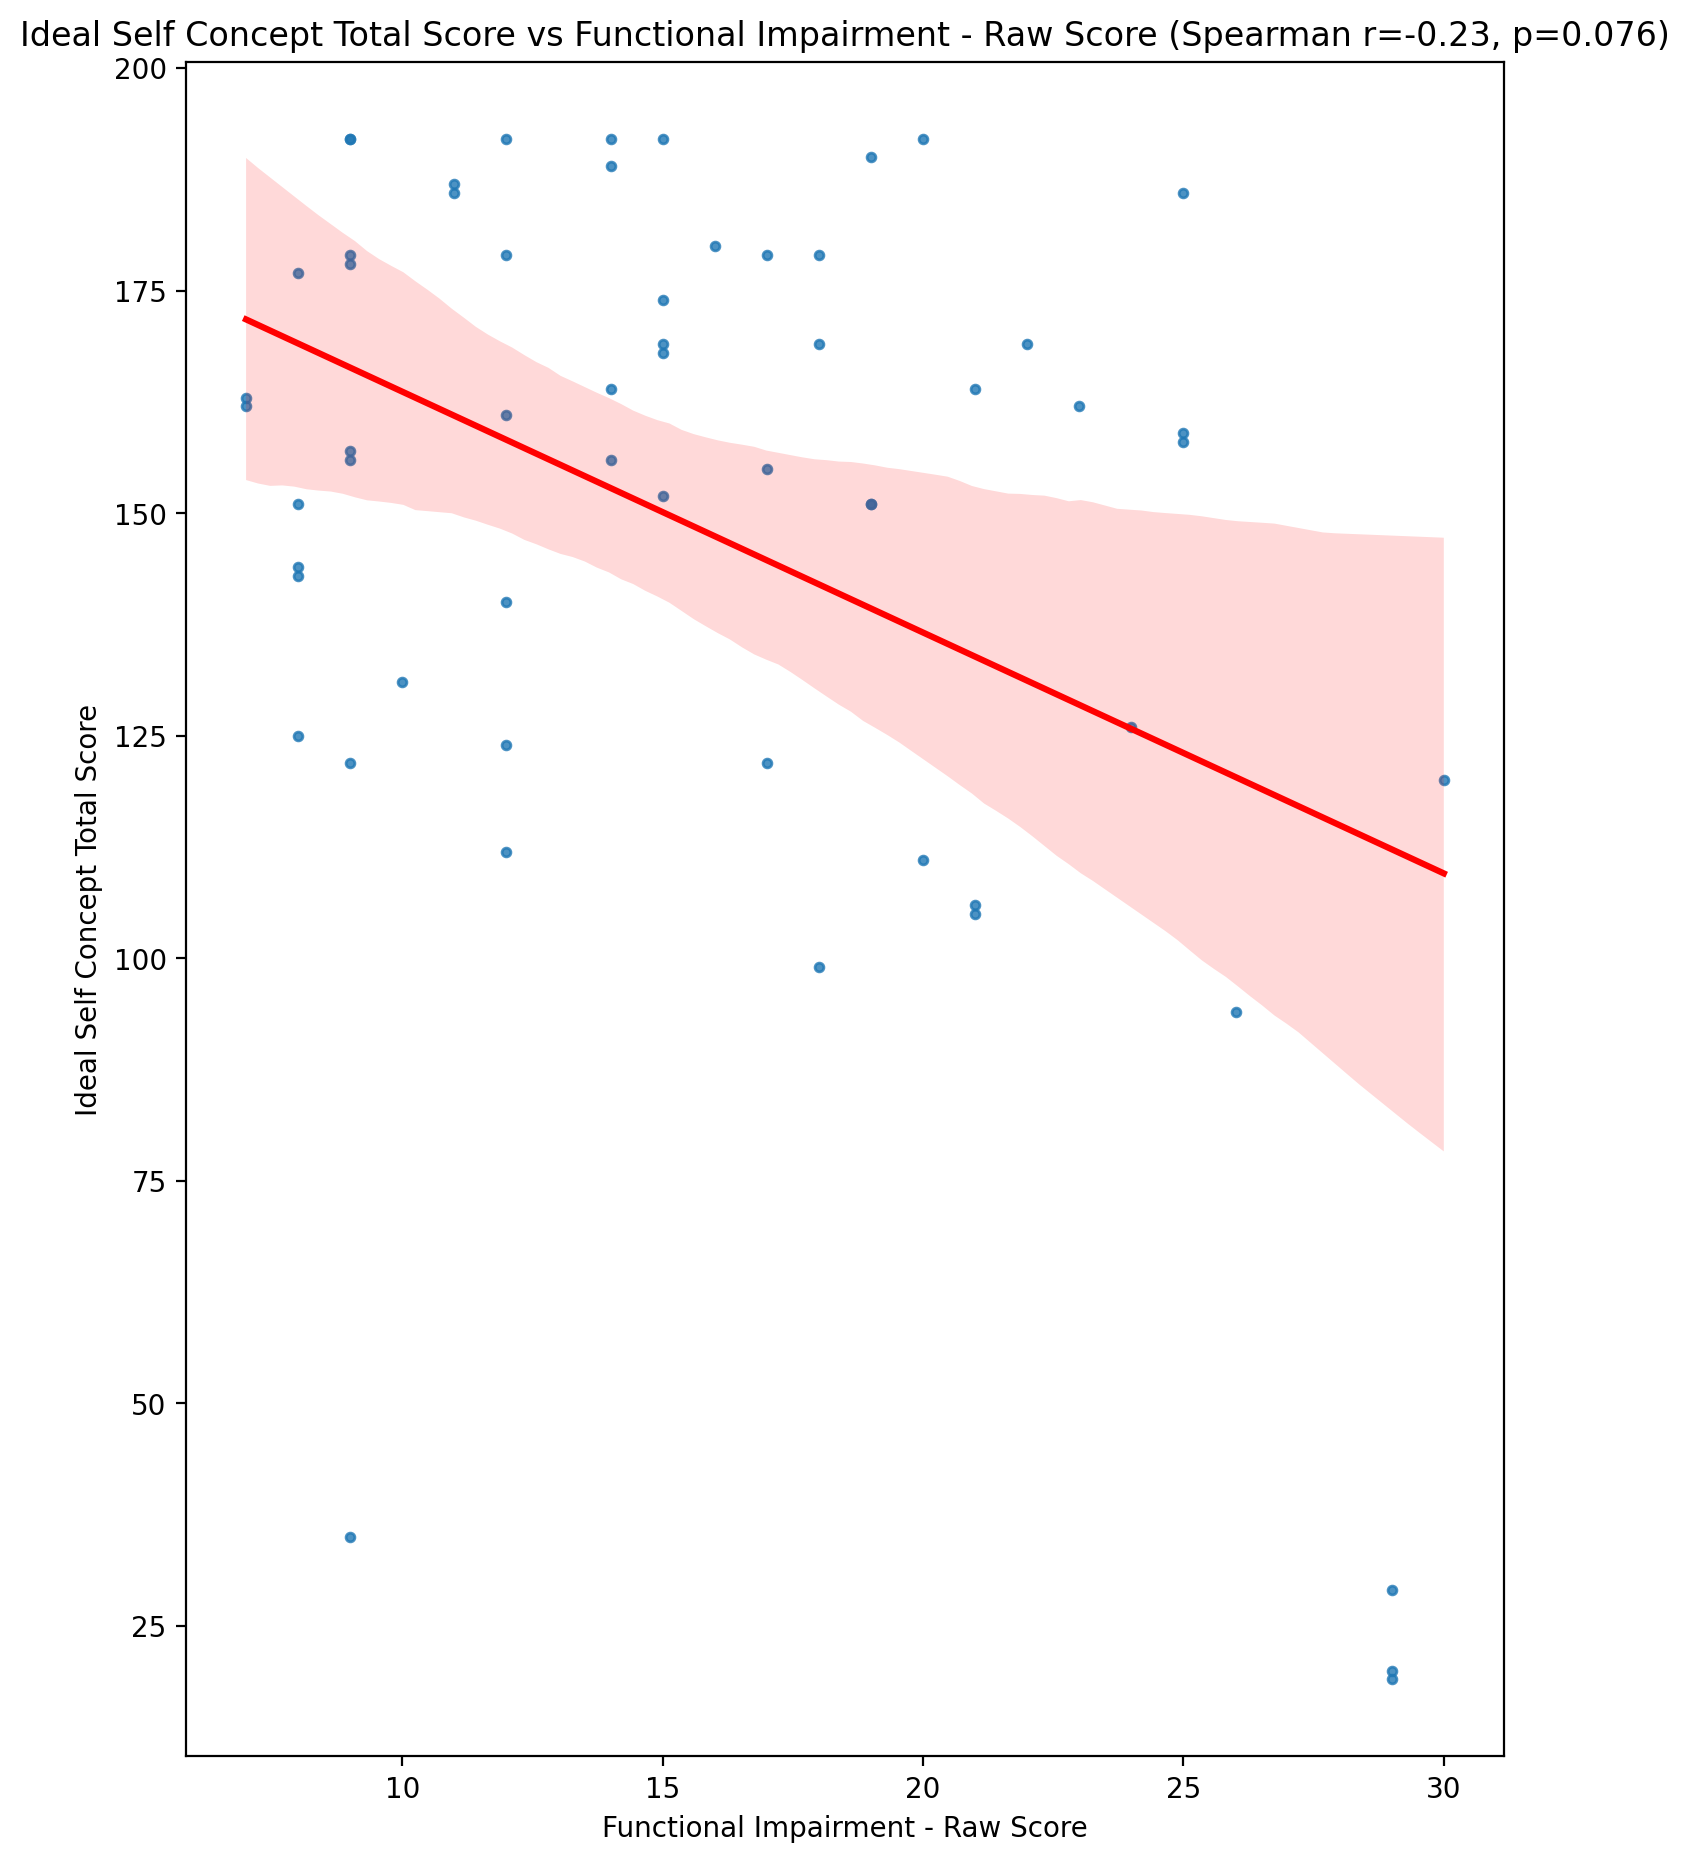 Ideal Self Concept Total Score vs Functional Impairment - Raw Score (Spearman r=-0.23, p=0.076)
200
175
150
125
100
75
50
25
Ideal Self Concept Total Score
10 15 20 25 30
Functional Impairment - Raw Score